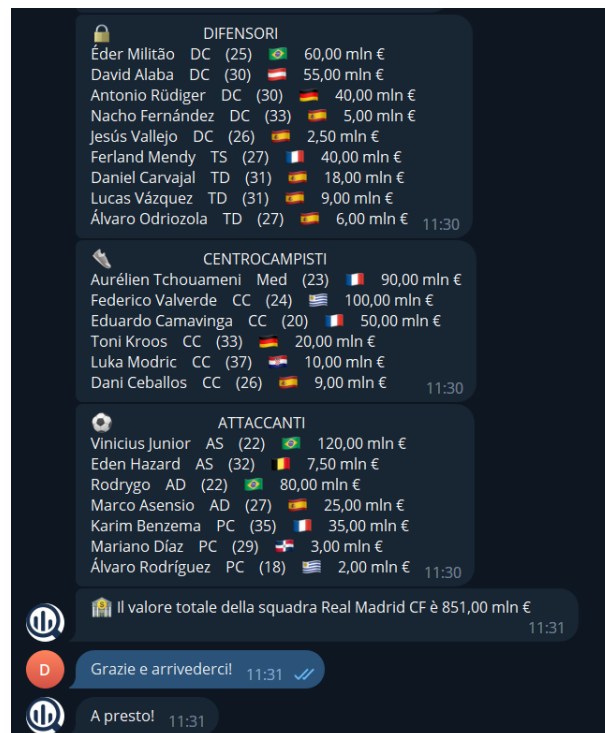 DIFENSORI
Éder Militão DC (25) 🇧🇷 60,00 mln €
David Alaba DC (30) 🇦🇹 55,00 mln €
Antonio Rüdiger DC (30) 🇩🇪 40,00 mln €
Nacho Fernández DC (33) 🇪🇸 5,00 mln €
Jesús Vallejo DC (26) 🇪🇸 2,50 mln €
Ferland Mendy TS (27) 🇫🇷 40,00 mln €
Daniel Carvajal TD (31) 🇪🇸 18,00 mln €
Lucas Vázquez TD (31) 🇪🇸 9,00 mln €
Álvaro Odriozola TD (27) 🇪🇸 6,00 mln € 11:30
CENTROCAMPISTI
Aurélien Tchouameni Med (23) 🇫🇷 90,00 mln €
Federico Valverde CC (24) 🇺🇾 100,00 mln €
Eduardo Camavinga CC (20) 🇫🇷 50,00 mln €
Toni Kroos CC (33) 🇩🇪 20,00 mln €
Luka Modric CC (37) 🇭🇷 10,00 mln €
Dani Ceballos CC (26) 🇪🇸 9,00 mln € 11:30
ATTACCANTI
Vinicius Junior AS (22) 🇧🇷 120,00 mln €
Eden Hazard AS (32) 🇧🇪 7,50 mln €
Rodrygo AD (22) 🇧🇷 80,00 mln €
Marco Asensio AD (27) 🇪🇸 25,00 mln €
Karim Benzema PC (35) 🇫🇷 35,00 mln €
Mariano Díaz PC (29) 🇩🇴 3,00 mln €
Álvaro Rodríguez PC (18) 🇺🇾 2,00 mln € 11:30
Il valore totale della squadra Real Madrid CF è 851,00 mln €
11:31
D
Grazie e arrivederci! 11:31
A presto! 11:31